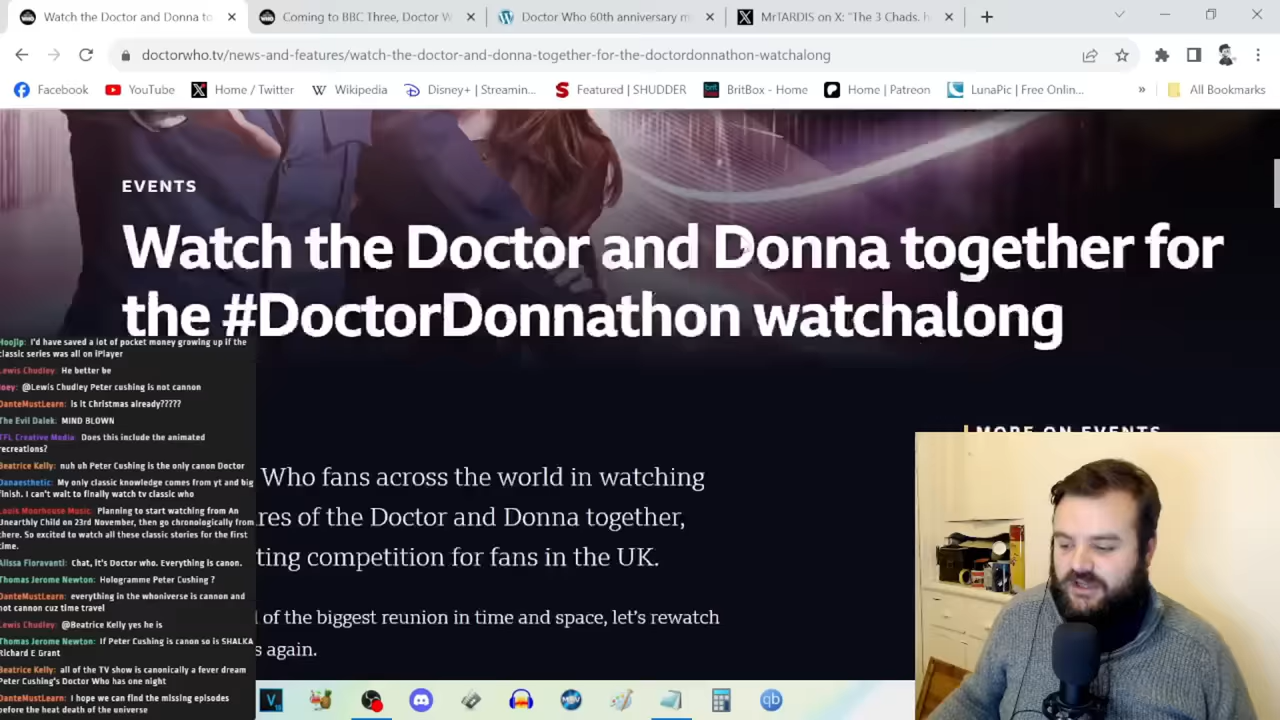 Watch the Doctor and Donna to
Coming to BBC Three, Doctor W
Doctor Who 60th anniversary m
MrTARDIS on X: "The 3 Chads. h
doctorwho.tv/news-and-features/watch-the-doctor-and-donna-together-for-the-doctordonnathon-watchalong
Facebook
YouTube
Home / Twitter
Wikipedia
Disney+ | Streamin...
Featured | SHUDDER
BritBox - Home
Home | Patreon
LunaPic | Free Onlin...
»
All Bookmarks
EVENTS
Watch the Doctor and Donna together for
the #DoctorDonnathon watchalong
MORE ON EVENTS
Who fans across the world in watching
res of the Doctor and Donna together,
ting competition for fans in the UK.
of the biggest reunion in time and space, let's rewatch
s again.
Hoojip: I'd have saved a lot of pocket money growing up if the
classic series was all on iPlayer
Lewis Chudley: He better be
Joey: @Lewis Chudley Peter cushing is not cannon
DanteMustLearn: is it Christmas already?????
The Evil Dalek: MIND BLOWN
TFL Creative Media: Does this include the animated
recreations?
Beatrice Kelly: nuh uh Peter Cushing is the only canon Doctor
Danaesthetic: My only classic knowledge comes from yt and big
finish. I can't wait to finally watch tv classic who
Louis Moorhouse Music: Planning to start watching from An
Unearthly Child on 23rd November, then go chronologically from
there. So excited to watch all these classic stories for the first
time.
Alissa Fioravanti: Chat, it's Doctor who. Everything is canon.
Thomas Jerome Newton: Hologramme Peter Cushing ?
DanteMustLearn: everything in the whoniverse is cannon and
not cannon cuz time travel
Lewis Chudley: @Beatrice Kelly yes he is
Thomas Jerome Newton: If Peter Cushing is canon so is SHALKA
Richard E Grant
Beatrice Kelly: all of the TV show is canonically a fever dream
Peter Cushing's Doctor Who has one night
DanteMustLearn: I hope we can find the missing episodes
before the heat death of the universe